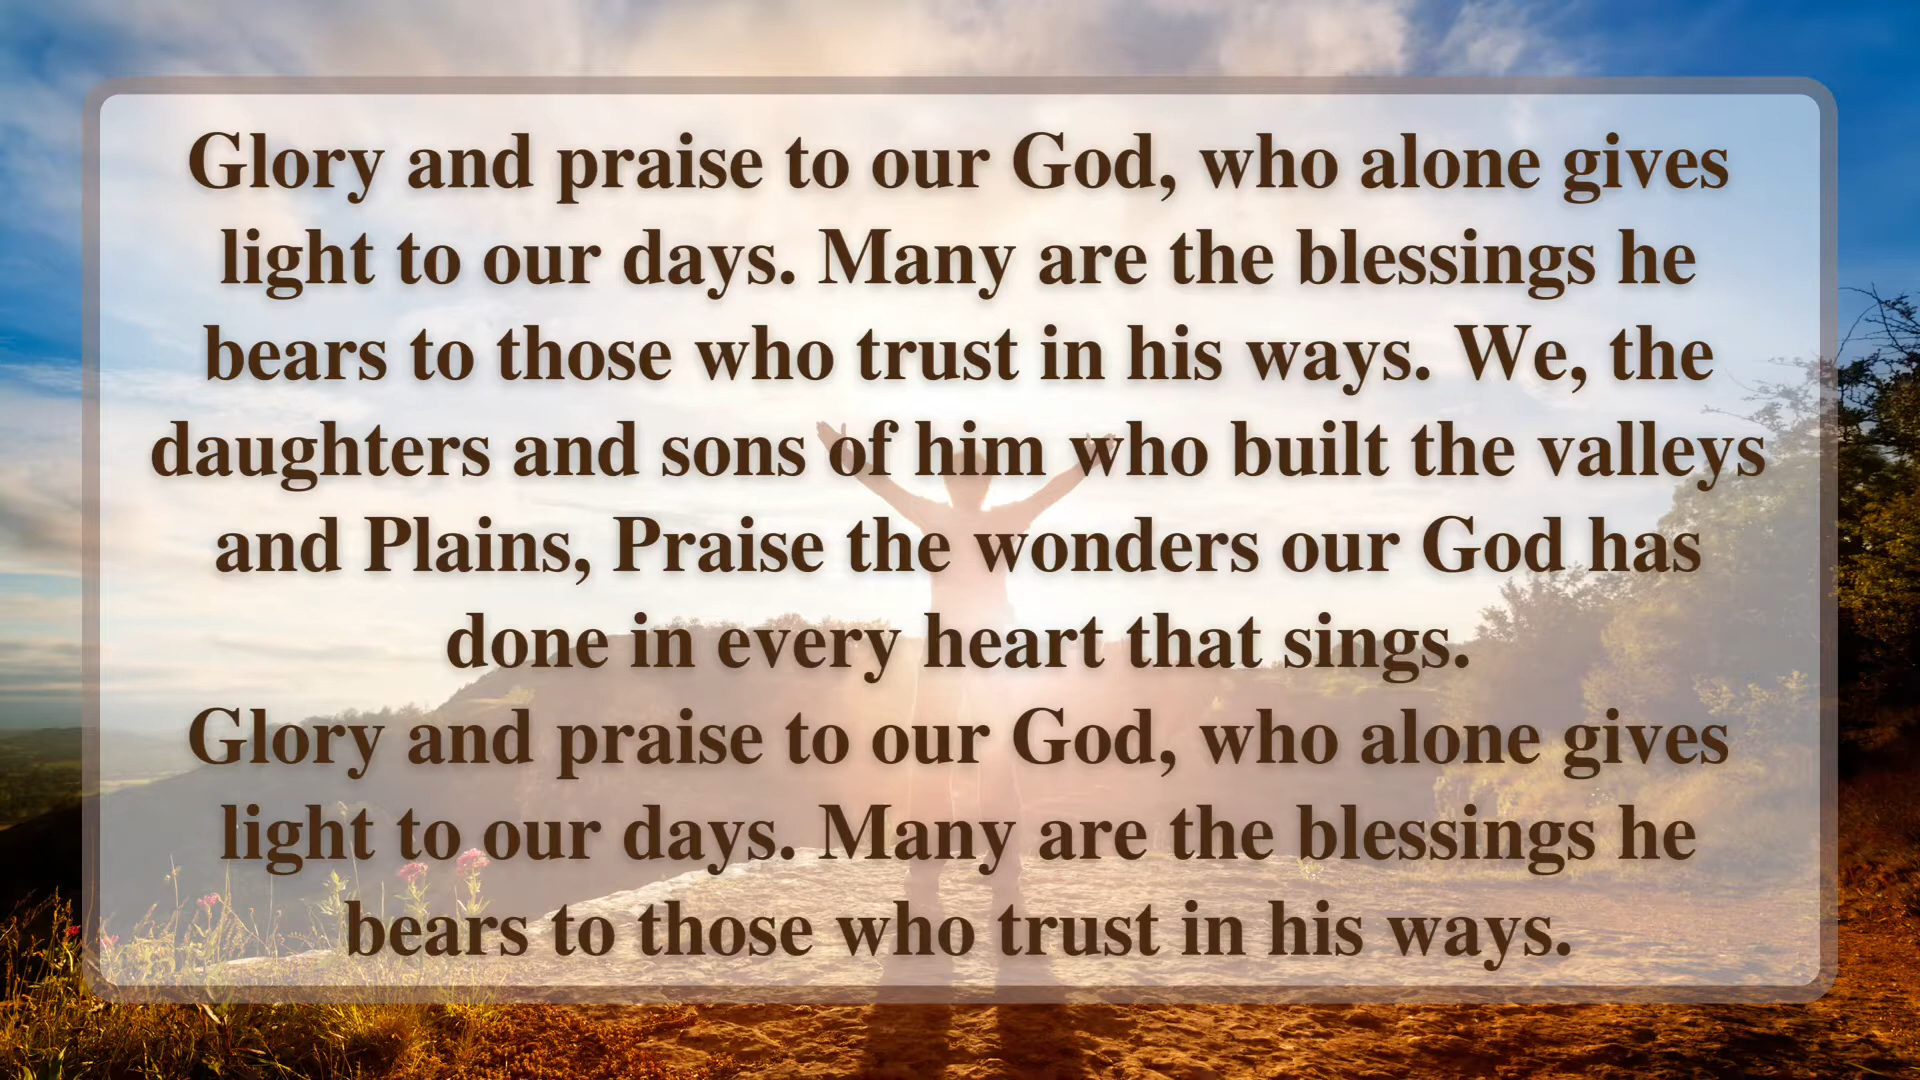 Glory and praise to our God, who alone gives
light to our days. Many are the blessings he
bears to those who trust in his ways. We, the
daughters and sons of him who built the valleys
and Plains, Praise the wonders our God has
done in every heart that sings.
Glory and praise to our God, who alone gives
light to our days. Many are the blessings he
bears to those who trust in his ways.